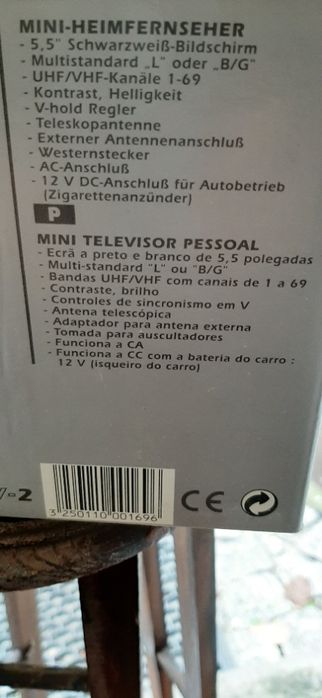 MINI-HEIMFERNSEHER
- 5,5" Schwarzweiß-Bildschirm
- Multistandard „L" oder „B/G"
- UHF/VHF-Kanäle 1-69
- Kontrast, Helligkeit
- V-hold Regler
- Teleskopantenne
- Externer Antennenanschluß
- Westernstecker
- AC-Anschluß
- 12 V DC-Anschluß für Autobetrieb
(Zigarettenanzünder)
P
MINI TELEVISOR PESSOAL
- Ecrã a preto e branco de 5,5 polegadas
- Multi-standard "L" ou "B/G"
- Bandas UHF/VHF com canais de 1 a 69
- Contraste, brilho
- Controles de sincronismo em V
- Antena telescópica
- Adaptador para antena externa
- Tomada para auscultadores
- Funciona a CA
- Funciona a CC com a bateria do carro :
12 V (isqueiro do carro)
-2
3 250110 001696
CE